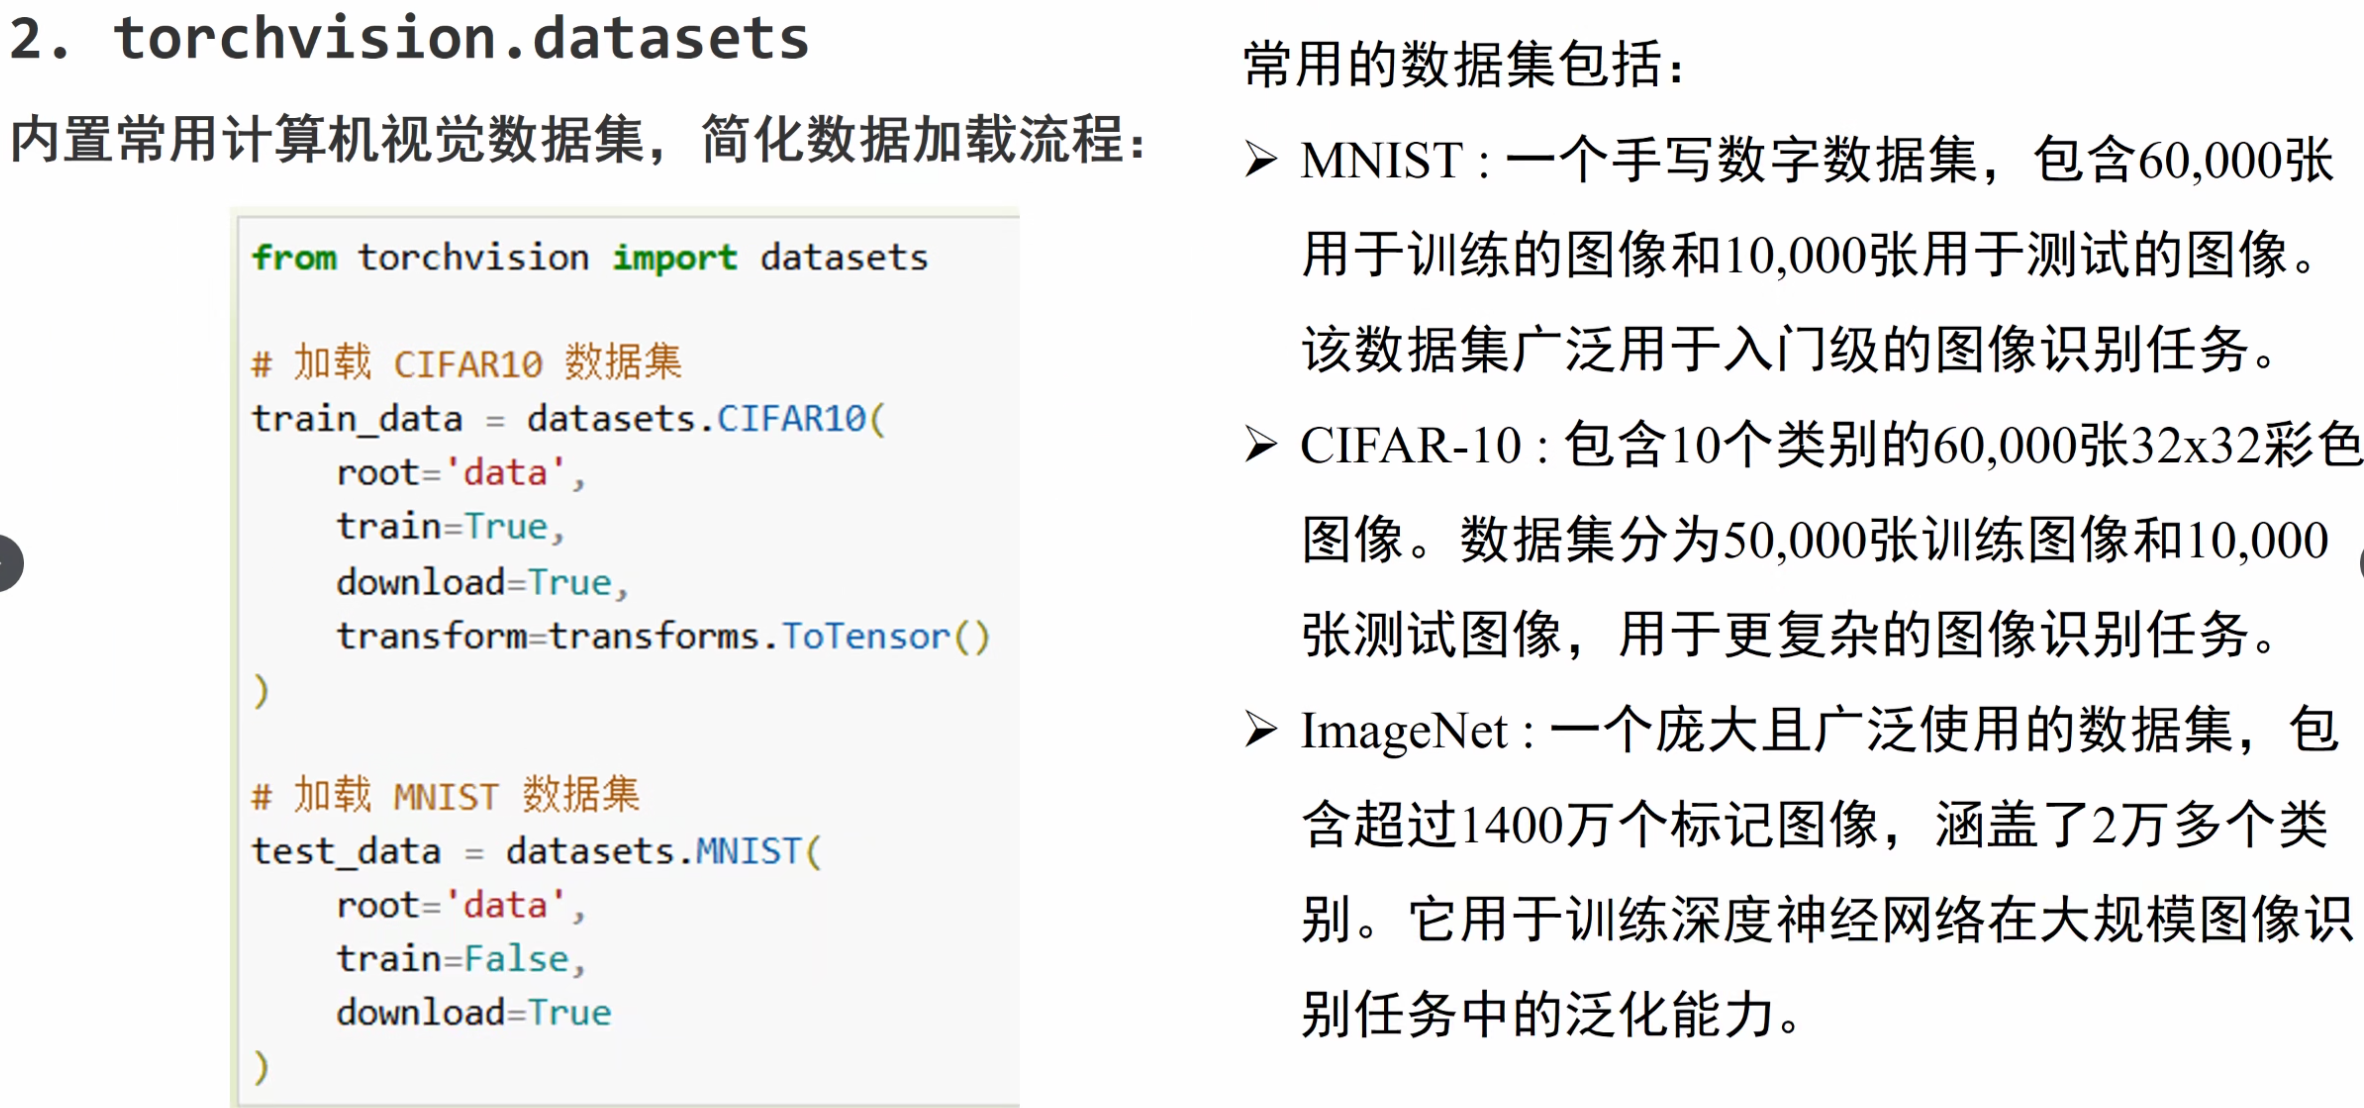 2. torchvision.datasets
内置常用计算机视觉数据集，简化数据加载流程：
from torchvision import datasets
# 加载 CIFAR10 数据集
train_data = datasets.CIFAR10(
    root='data',
    train=True,
    download=True,
    transform=transforms.ToTensor()
)
# 加载 MNIST 数据集
test_data = datasets.MNIST(
    root='data',
    train=False,
    download=True
)
常用的数据集包括：
➢ MNIST : 一个手写数字数据集，包含60,000张
用于训练的图像和10,000张用于测试的图像。
该数据集广泛用于入门级的图像识别任务。
➢ CIFAR-10 : 包含10个类别的60,000张32x32彩色
图像。数据集分为50,000张训练图像和10,000
张测试图像，用于更复杂的图像识别任务。
➢ ImageNet : 一个庞大且广泛使用的数据集，包
含超过1400万个标记图像，涵盖了2万多个类
别。它用于训练深度神经网络在大规模图像识
别任务中的泛化能力。